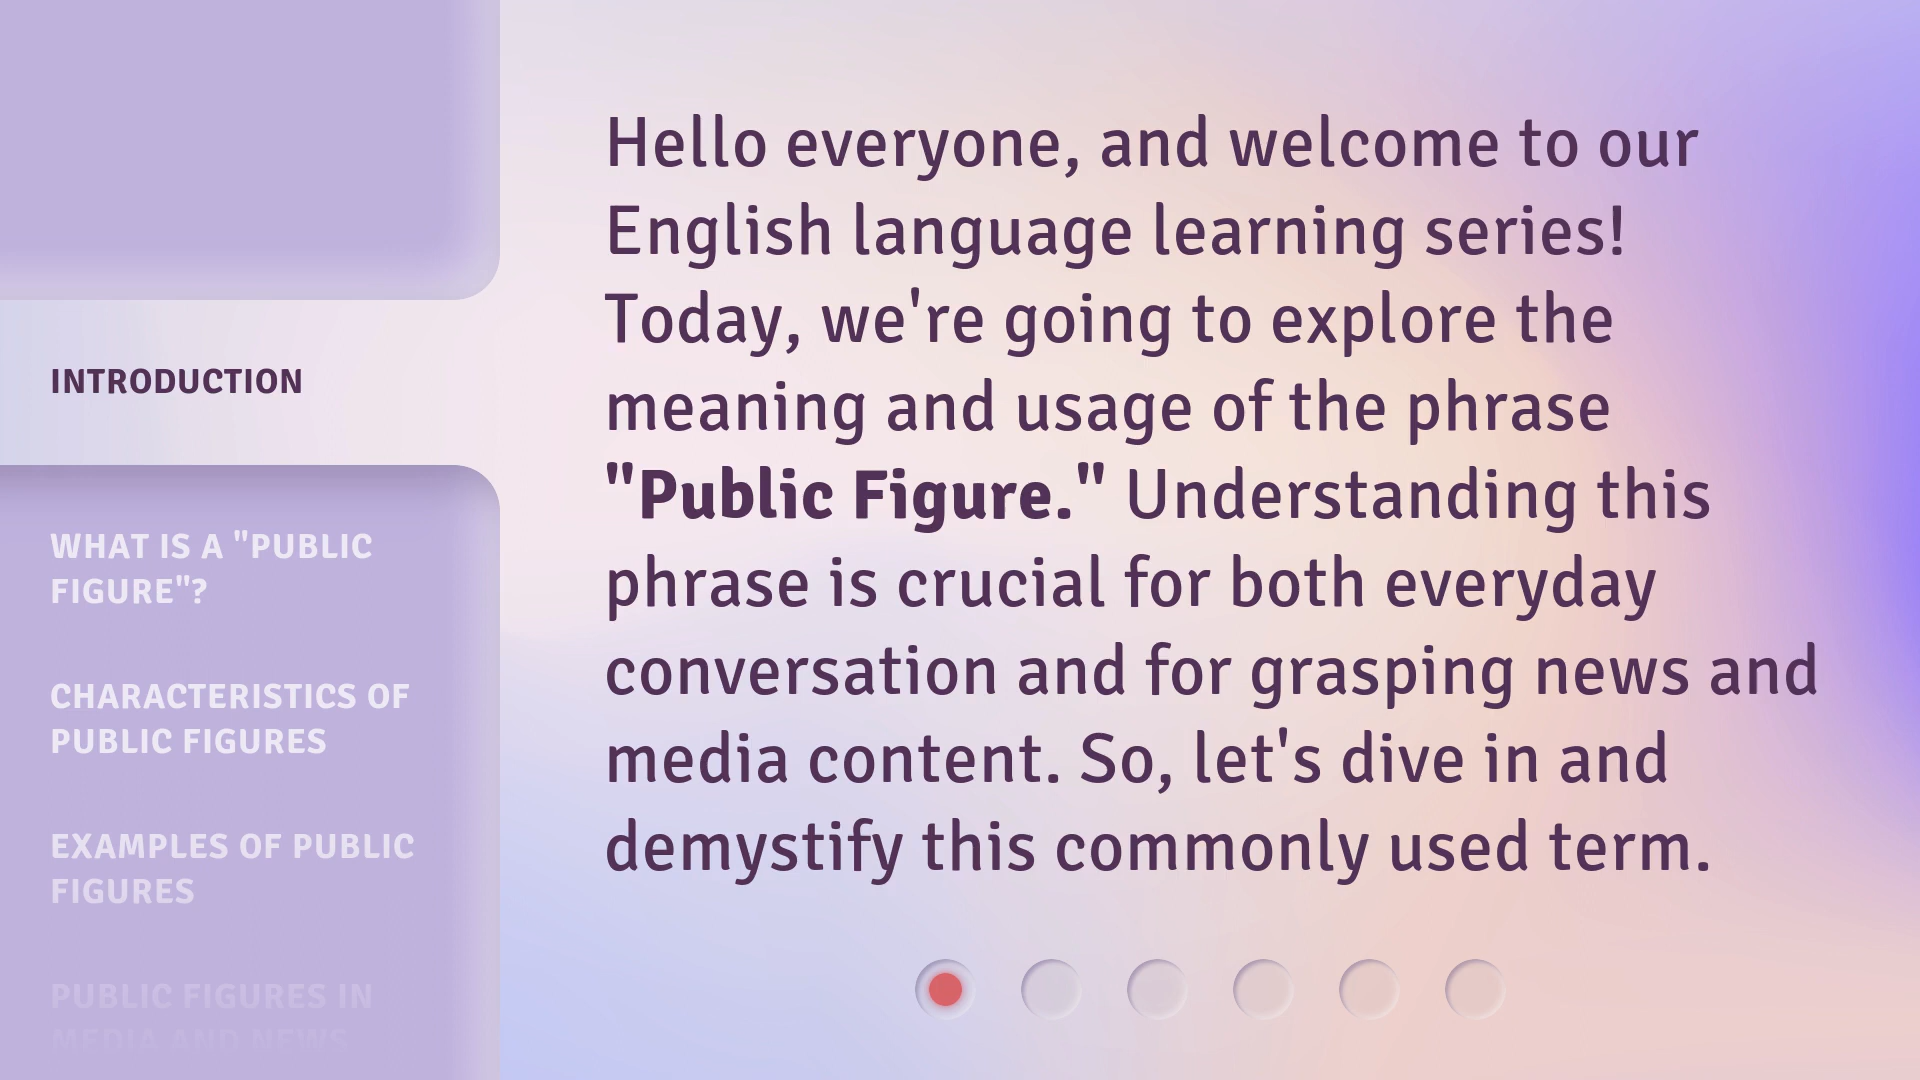 INTRODUCTION
WHAT IS A "PUBLIC
FIGURE"?
CHARACTERISTICS OF
PUBLIC FIGURES
EXAMPLES OF PUBLIC
FIGURES
PUBLIC FIGURES IN
MEDIA AND NEWS
Hello everyone, and welcome to our
English language learning series!
Today, we're going to explore the
meaning and usage of the phrase
"Public Figure." Understanding this
phrase is crucial for both everyday
conversation and for grasping news and
media content. So, let's dive in and
demystify this commonly used term.